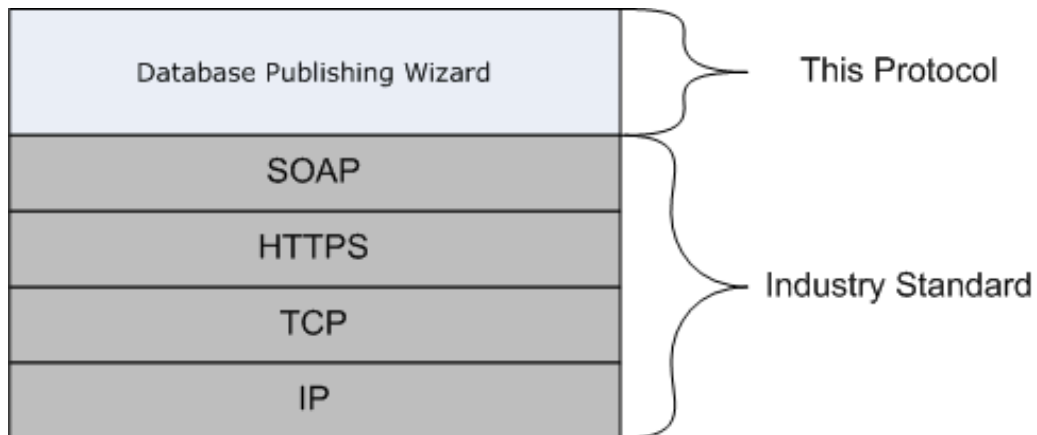 Database Publishing Wizard
This Protocol
SOAP
HTTPS
TCP
IP
Industry Standard